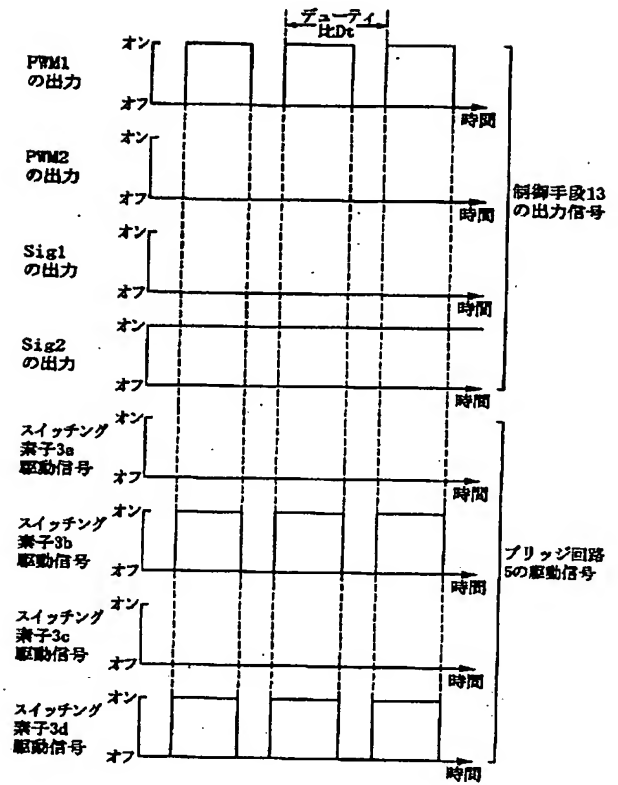 デューティ
比Dt
オン
PWM1
の出力
オフ
時間
オン
PWM2
の出力
オフ
時間
制御手段13
の出力信号
オン
Sig1
の出力
オフ
時間
オン
Sig2
の出力
オフ
時間
オン
スイッチング
素子3a
駆動信号
オフ
時間
オン
スイッチング
素子3b
駆動信号
オフ
時間
ブリッジ回路
5の駆動信号
オン
スイッチング
素子3c
駆動信号
オフ
時間
オン
スイッチング
素子3d
駆動信号
オフ
時間